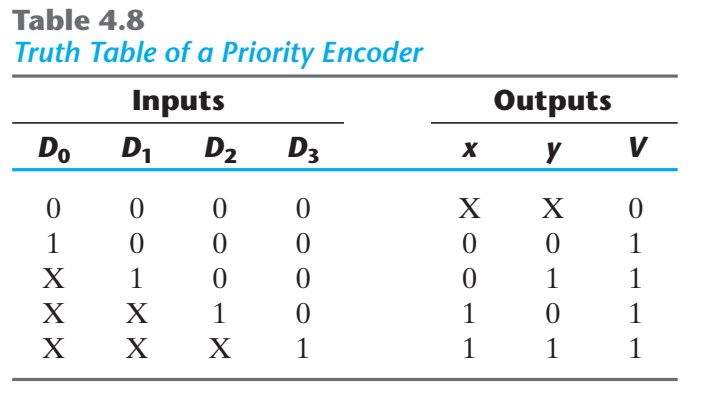 Table 4.8
Truth Table of a Priority Encoder
Inputs Outputs
D₀ D₁ D₂ D₃ x y V
0 0 0 0 X X 0
1 0 0 0 0 0 1
X 1 0 0 0 1 1
X X 1 0 1 0 1
X X X 1 1 1 1